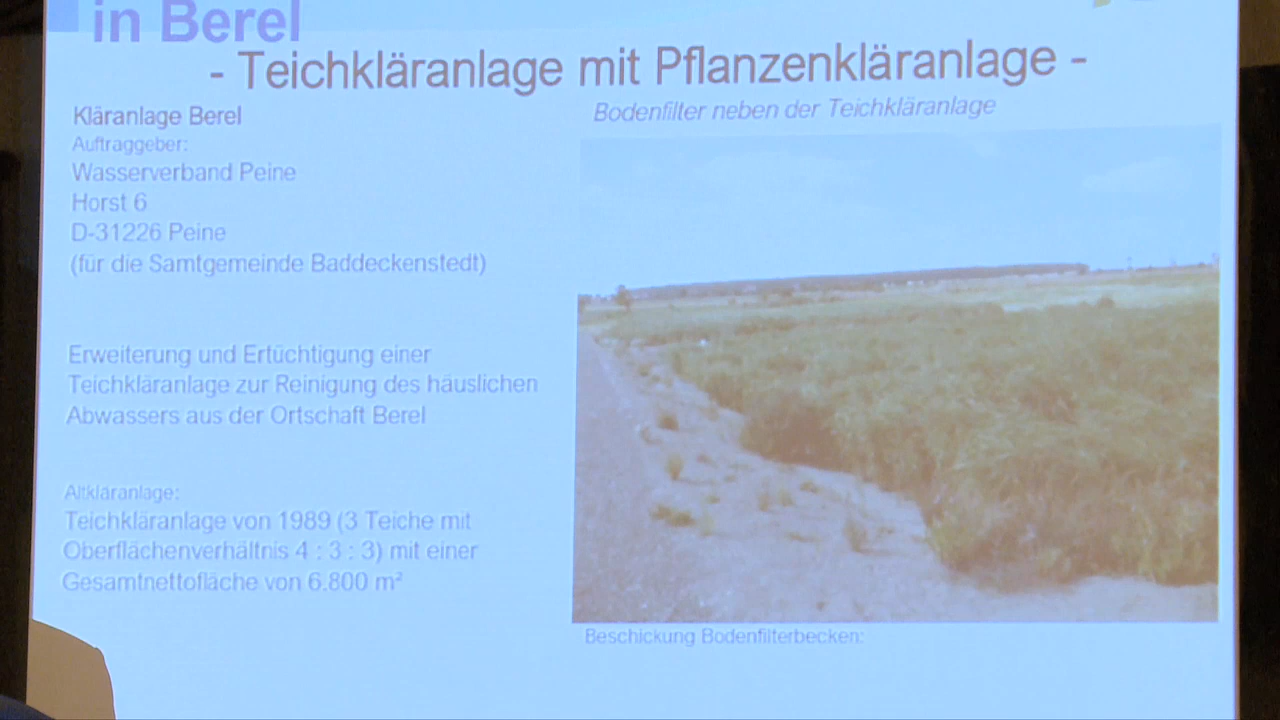 in Berel
- Teichkläranlage mit Pflanzenkläranlage -
Kläranlage Berel
Auftraggeber:
Wasserverband Peine
Horst 6
D-31226 Peine
(für die Samtgemeinde Baddeckenstedt)
Erweiterung und Ertüchtigung einer
Teichkläranlage zur Reinigung des häuslichen
Abwassers aus der Ortschaft Berel
Altkläranlage:
Teichkläranlage von 1989 (3 Teiche mit
Oberflächenverhältnis 4 : 3 : 3) mit einer
Gesamtnettofläche von 6.800 m²
Bodenfilter neben der Teichkläranlage
Beschickung Bodenfilterbecken: